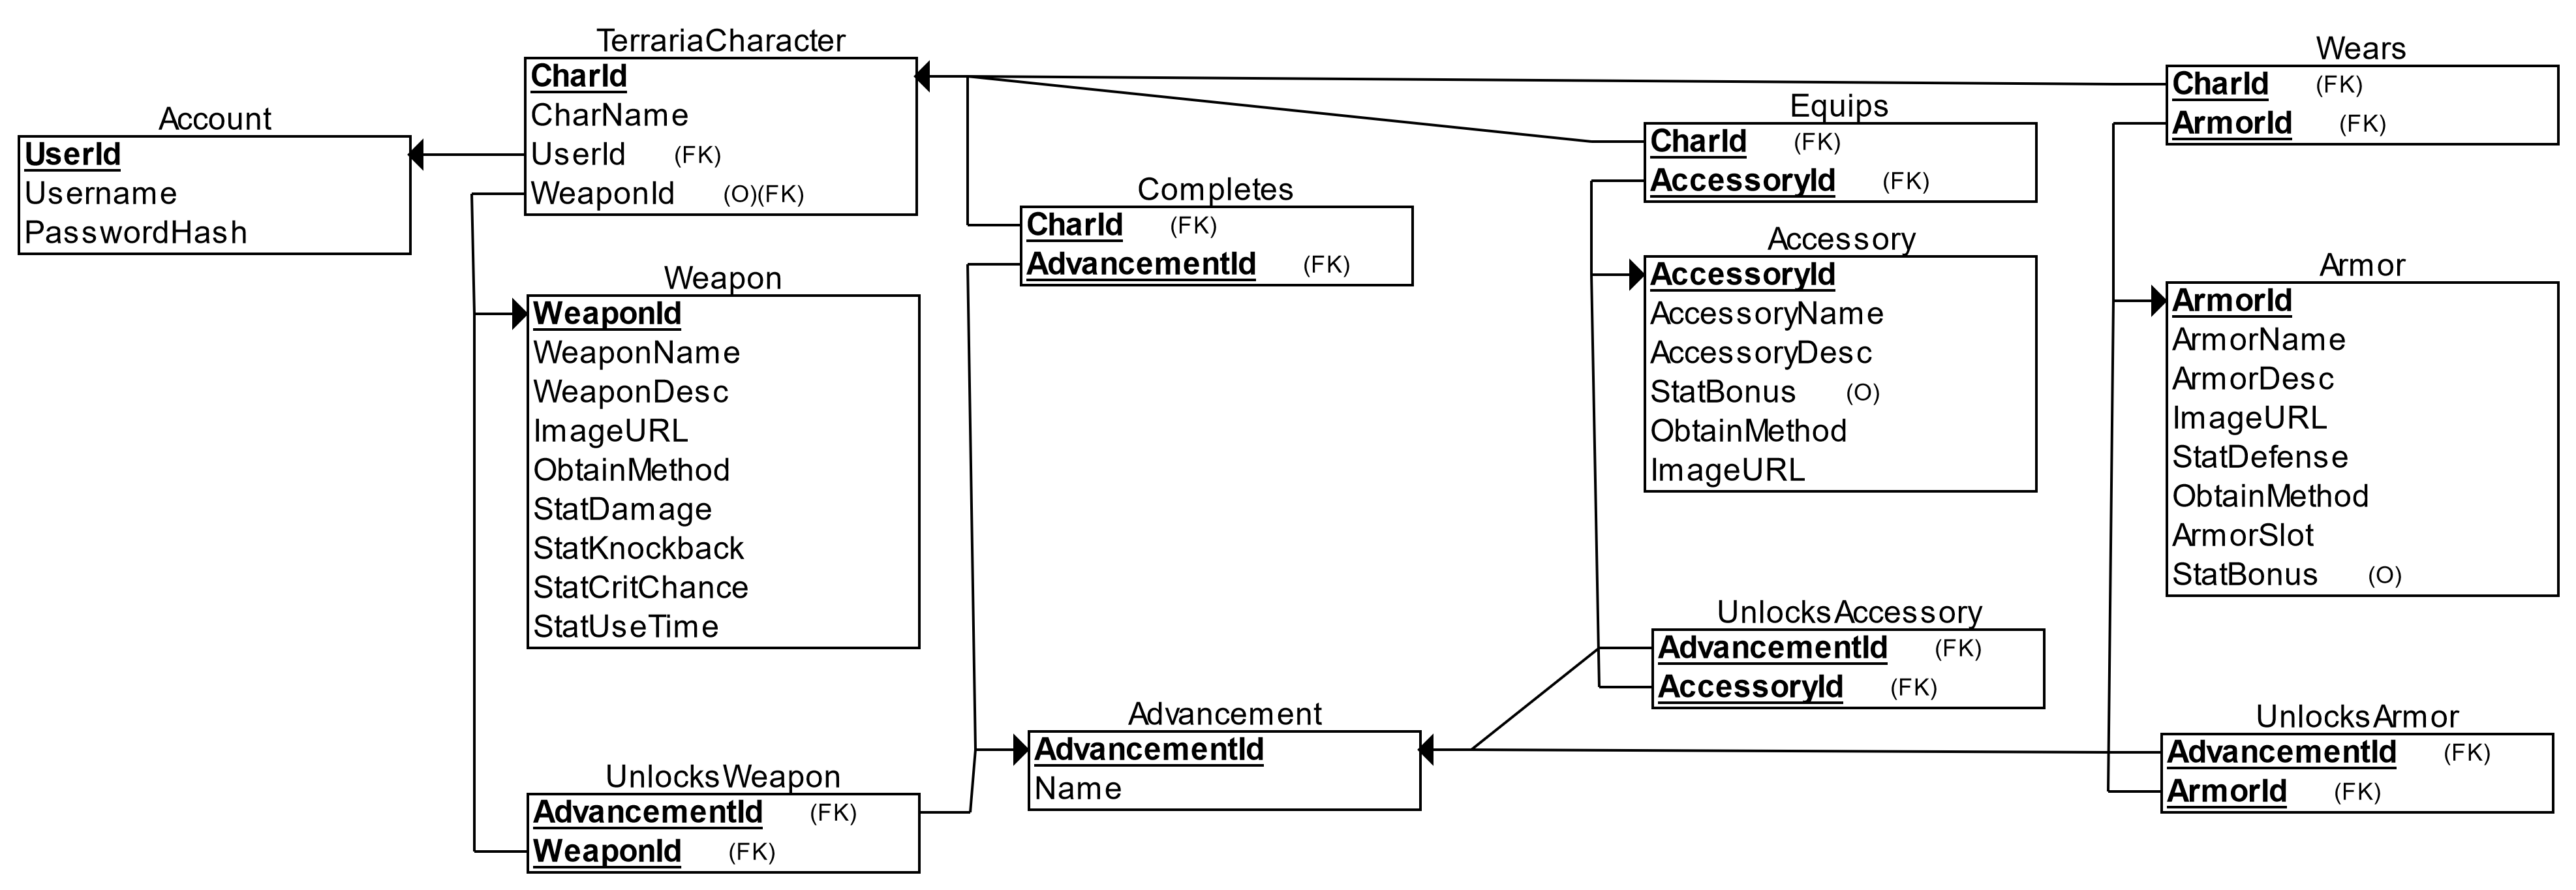 Account
UserId
Username
PasswordHash
TerrariaCharacter
CharId
CharName
UserId (FK)
WeaponId (O)(FK)
Weapon
WeaponId
WeaponName
WeaponDesc
ImageURL
ObtainMethod
StatDamage
StatKnockback
StatCritChance
StatUseTime
UnlocksWeapon
AdvancementId (FK)
WeaponId (FK)
Completes
CharId (FK)
AdvancementId (FK)
Advancement
AdvancementId
Name
Equips
CharId (FK)
AccessoryId (FK)
Accessory
AccessoryId
AccessoryName
AccessoryDesc
StatBonus (O)
ObtainMethod
ImageURL
UnlocksAccessory
AdvancementId (FK)
AccessoryId (FK)
Wears
CharId (FK)
ArmorId (FK)
Armor
ArmorId
ArmorName
ArmorDesc
ImageURL
StatDefense
ObtainMethod
ArmorSlot
StatBonus (O)
UnlocksArmor
AdvancementId (FK)
ArmorId (FK)